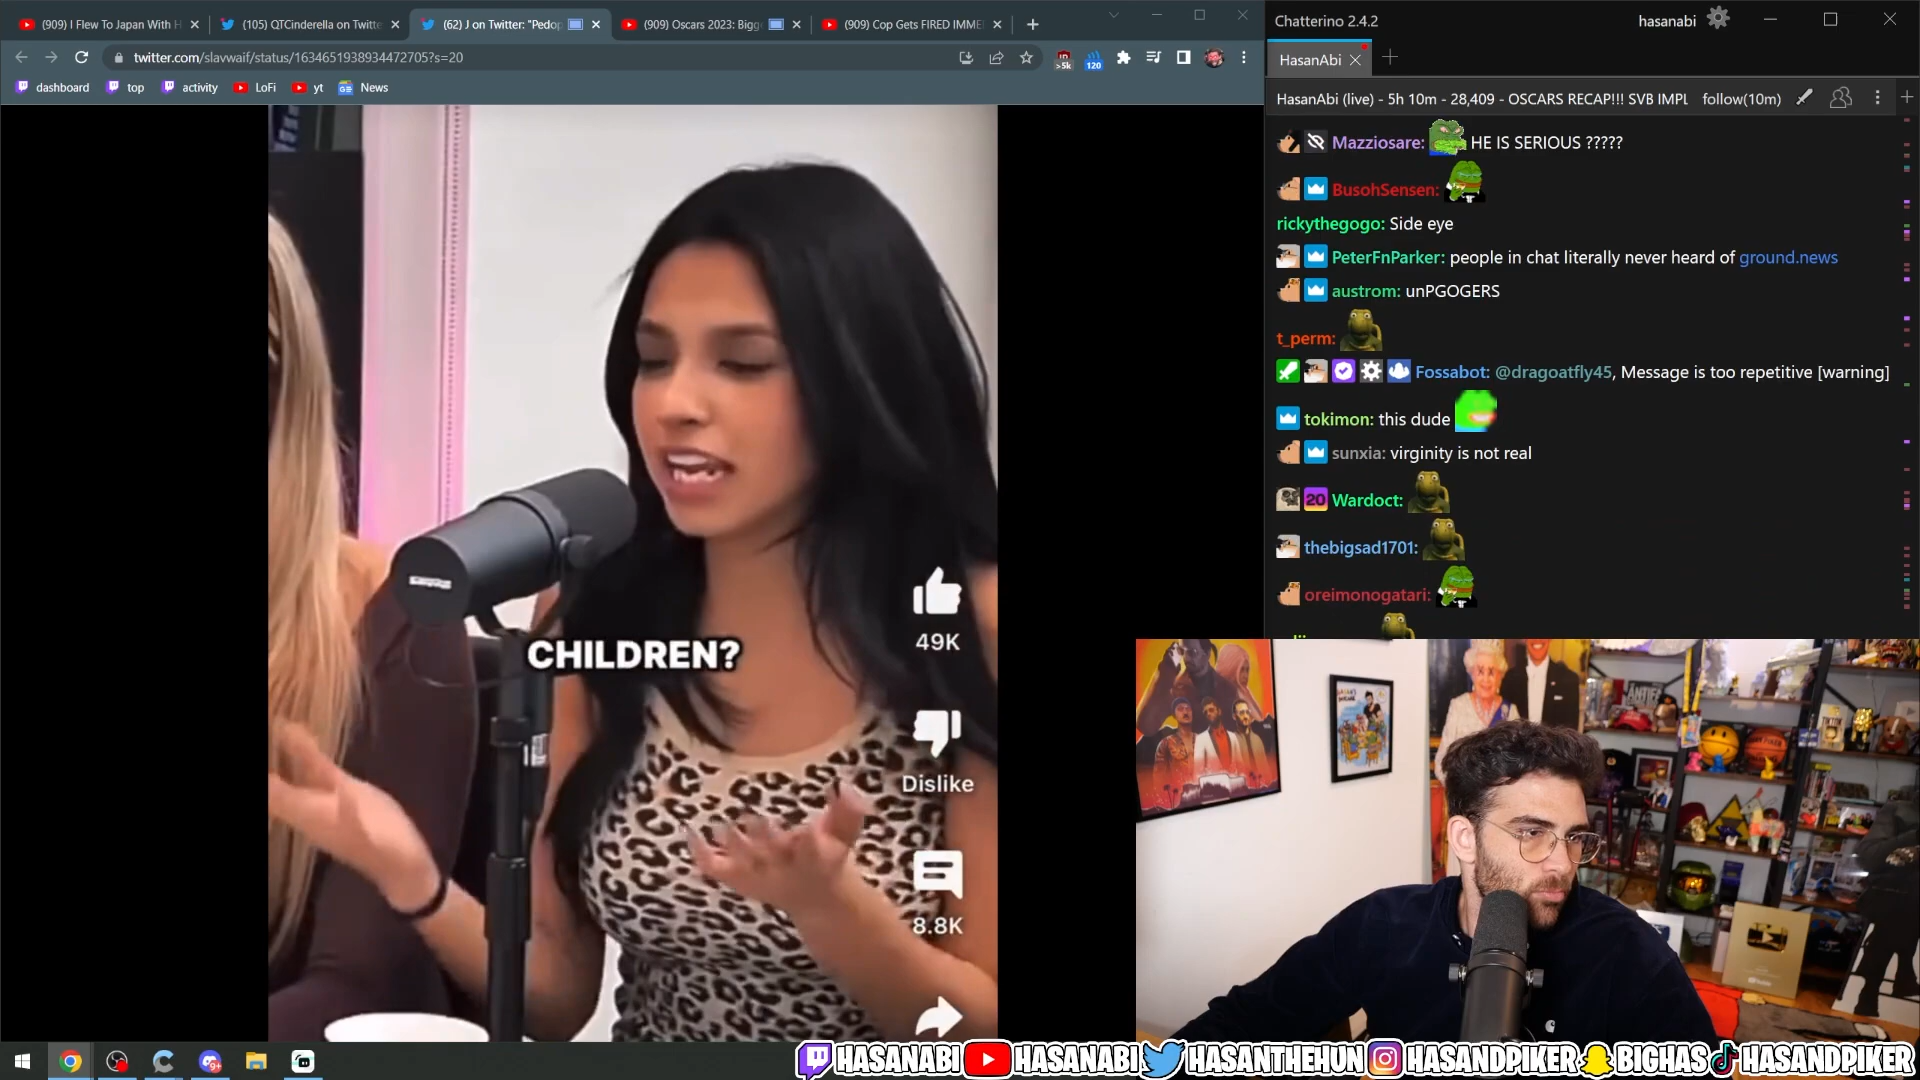 (909) I Flew To Japan With H
(105) QTCinderella on Twitte
(62) J on Twitter: "Pedop
(909) Oscars 2023: Bigg
(909) Cop Gets FIRED IMME
twitter.com/slavwaif/status/1634651938934472705?s=20
>5k
120
dashboard
top
activity
LoFi
yt
News
CHILDREN?
49K
Dislike
8.8K
Chatterino 2.4.2
hasanabi
HasanAbi
HasanAbi (live) - 5h 10m - 28,409 - OSCARS RECAP!!! SVB IMPL
follow(10m)
Mazziosare: HE IS SERIOUS ?????
BusohSensen:
rickythegogo: Side eye
PeterFnParker: people in chat literally never heard of ground.news
austrom: unPGOGERS
t_perm:
Fossabot: @dragoatfly45, Message is too repetitive [warning]
tokimon: this dude
sunxia: virginity is not real
20 Wardoct:
thebigsad1701:
oreimonogatari:
HASANABI
HASANABI
HASANTHEHUN
HASANDPIKER
BIGHAS
HASANDPIKER